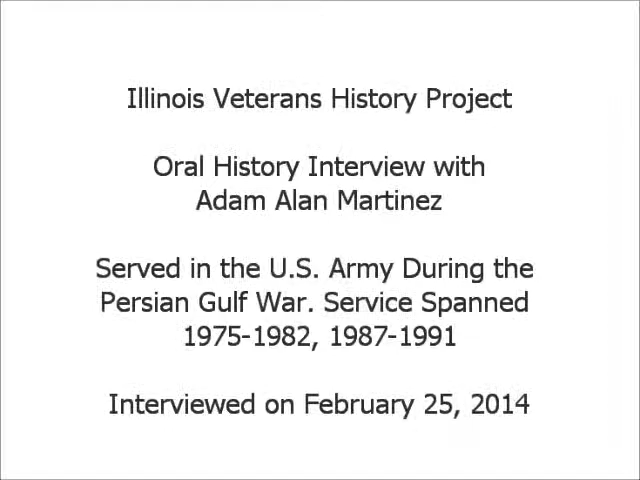 Illinois Veterans History Project
Oral History Interview with
Adam Alan Martinez
Served in the U.S. Army During the
Persian Gulf War. Service Spanned
1975-1982, 1987-1991
Interviewed on February 25, 2014